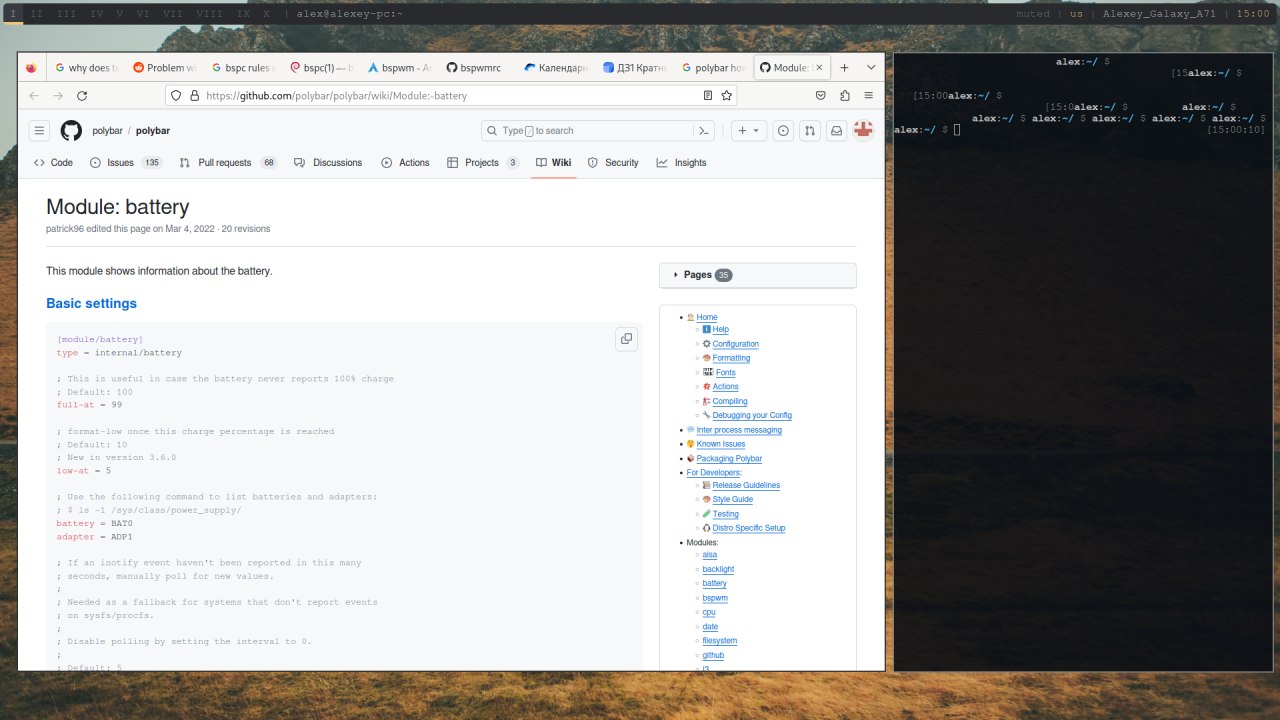 I II III IV V VI VII VIII IX X | alex@alexey-pc:~
muted | us | Alexey_Galaxy_A71 | 15:00
why does t
Problem
bspc rules
bspc(1) — b
bspwm - Ar
bspwmrc
Календар
ДЗ1 Кратн
polybar ho
Module:
https://github.com/polybar/polybar/wiki/Module:-battery
polybar / polybar
Type / to search
Code
Issues 135
Pull requests 68
Discussions
Actions
Projects 3
Wiki
Security
Insights
Module: battery
patrick96 edited this page on Mar 4, 2022 · 20 revisions
This module shows information about the battery.
Basic settings
[module/battery]
type = internal/battery
; This is useful in case the battery never reports 100% charge
; Default: 100
full-at = 99
; format-low once this charge percentage is reached
; Default: 10
; New in version 3.6.0
low-at = 5
; Use the following command to list batteries and adapters:
; $ ls -1 /sys/class/power_supply/
battery = BAT0
adapter = ADP1
; If an inotify event haven't been reported in this many
; seconds, manually poll for new values.
;
; Needed as a fallback for systems that don't report events
; on sysfs/procfs.
;
; Disable polling by setting the interval to 0.
;
; Default: 5
Pages 35
Home
Help
Configuration
Formatting
Fonts
Actions
Compiling
Debugging your Config
Inter process messaging
Known Issues
Packaging Polybar
For Developers:
Release Guidelines
Style Guide
Testing
Distro Specific Setup
Modules:
alsa
backlight
battery
bspwm
cpu
date
filesystem
github
i3
alex:~/ $
[15alex:~/ $
[15:00alex:~/ $
[15:0alex:~/ $ alex:~/ $
alex:~/ $ alex:~/ $ alex:~/ $ alex:~/ $ alex:~/ $
alex:~/ $ [15:00:10]